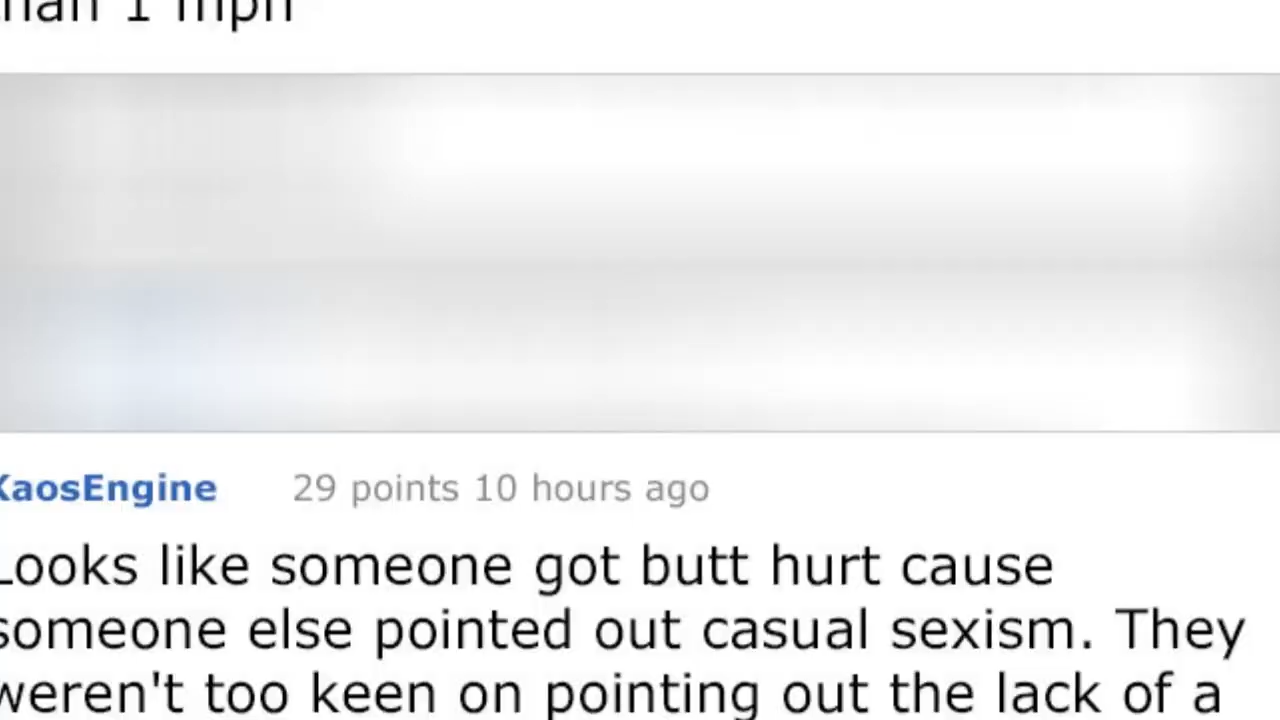 han 1 mph
KaosEngine 29 points 10 hours ago
Looks like someone got butt hurt cause
someone else pointed out casual sexism. They
weren't too keen on pointing out the lack of a